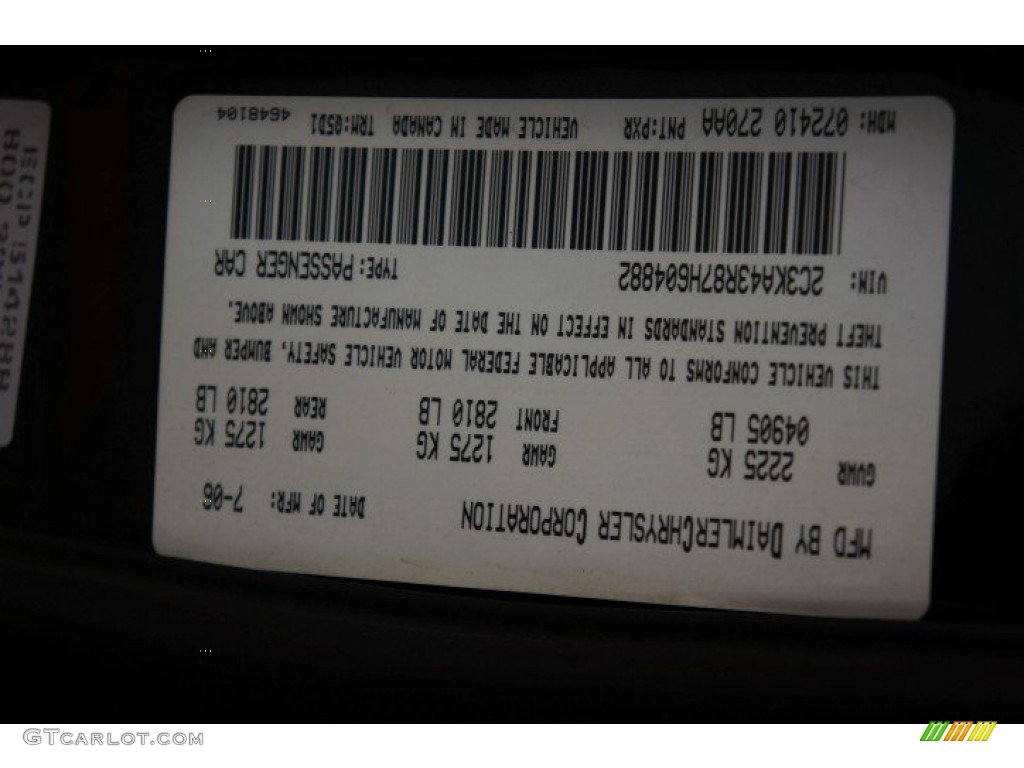 MFD BY DAIMLERCHRYSLER CORPORATION DATE OF MFR: 7-06
GVWR 2225 KG GAWR 1275 KG GAWR 1275 KG
04905 LB FRONT 2810 LB REAR 2810 LB
THIS VEHICLE CONFORMS TO ALL APPLICABLE FEDERAL MOTOR VEHICLE SAFETY, BUMPER AND
THEFT PREVENTION STANDARDS IN EFFECT ON THE DATE OF MANUFACTURE SHOWN ABOVE.
VIN: 2C3KA43R87H604882 TYPE: PASSENGER CAR
MDH: 072410 270AA PNT:PXR VEHICLE MADE IN CANADA TRM:Q5D1 4648104
GTCARLOT.COM